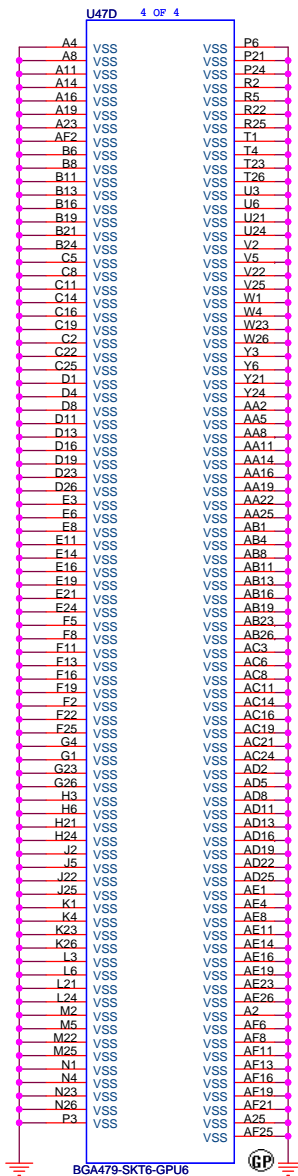 U47D 4 OF 4
A4 VSS VSS P6
A8 VSS VSS P21
A11 VSS VSS P24
A14 VSS VSS R2
A16 VSS VSS R5
A19 VSS VSS R22
A23 VSS VSS R25
AF2 VSS VSS T1
B6 VSS VSS T4
B8 VSS VSS T23
B11 VSS VSS T26
B13 VSS VSS U3
B16 VSS VSS U6
B19 VSS VSS U21
B21 VSS VSS U24
B24 VSS VSS V2
C5 VSS VSS V5
C8 VSS VSS V22
C11 VSS VSS V25
C14 VSS VSS W1
C16 VSS VSS W4
C19 VSS VSS W23
C2 VSS VSS W26
C22 VSS VSS Y3
C25 VSS VSS Y6
D1 VSS VSS Y21
D4 VSS VSS Y24
D8 VSS VSS AA2
D11 VSS VSS AA5
D13 VSS VSS AA8
D16 VSS VSS AA11
D19 VSS VSS AA14
D23 VSS VSS AA16
D26 VSS VSS AA19
E3 VSS VSS AA22
E6 VSS VSS AA25
E8 VSS VSS AB1
E11 VSS VSS AB4
E14 VSS VSS AB8
E16 VSS VSS AB11
E19 VSS VSS AB13
E21 VSS VSS AB16
E24 VSS VSS AB19
F5 VSS VSS AB23
F8 VSS VSS AB26
F11 VSS VSS AC3
F13 VSS VSS AC6
F16 VSS VSS AC8
F19 VSS VSS AC11
F2 VSS VSS AC14
F22 VSS VSS AC16
F25 VSS VSS AC19
G4 VSS VSS AC21
G1 VSS VSS AC24
G23 VSS VSS AD2
G26 VSS VSS AD5
H3 VSS VSS AD8
H6 VSS VSS AD11
H21 VSS VSS AD13
H24 VSS VSS AD16
J2 VSS VSS AD19
J5 VSS VSS AD22
J22 VSS VSS AD25
J25 VSS VSS AE1
K1 VSS VSS AE4
K4 VSS VSS AE8
K23 VSS VSS AE11
K26 VSS VSS AE14
L3 VSS VSS AE16
L6 VSS VSS AE19
L21 VSS VSS AE23
L24 VSS VSS AE26
M2 VSS VSS A2
M5 VSS VSS AF6
M22 VSS VSS AF8
M25 VSS VSS AF11
N1 VSS VSS AF13
N4 VSS VSS AF16
N23 VSS VSS AF19
N26 VSS VSS AF21
P3 VSS VSS A25
VSS AF25
BGA479-SKT6-GPU6
GP